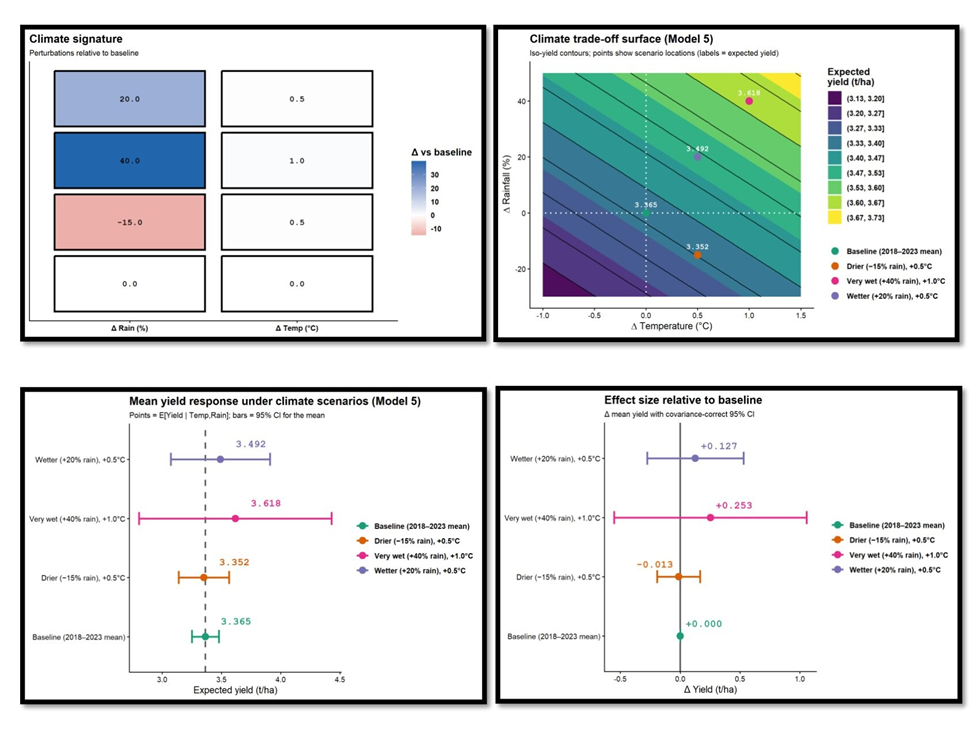 Climate signature
Perturbations relative to baseline
20.0 0.5
40.0 1.0
-15.0 0.5
0.0 0.0
Δ Rain (%) Δ Temp (°C)
Δ vs baseline
30
20
10
0
-10
Climate trade-off surface (Model 5)
Iso-yield contours; points show scenario locations (labels = expected yield)
Δ Rainfall (%)
40
20
0
-20
3.618
3.492
3.365
3.352
-1.0 -0.5 0.0 0.5 1.0 1.5
Δ Temperature (°C)
Expected
yield (t/ha)
(3.13, 3.20]
(3.20, 3.27]
(3.27, 3.33]
(3.33, 3.40]
(3.40, 3.47]
(3.47, 3.53]
(3.53, 3.60]
(3.60, 3.67]
(3.67, 3.73]
Baseline (2018–2023 mean)
Drier (−15% rain), +0.5°C
Very wet (+40% rain), +1.0°C
Wetter (+20% rain), +0.5°C
Mean yield response under climate scenarios (Model 5)
Points = E[Yield | Temp,Rain]; bars = 95% CI for the mean
Wetter (+20% rain), +0.5°C
Very wet (+40% rain), +1.0°C
Drier (−15% rain), +0.5°C
Baseline (2018–2023 mean)
3.492
3.618
3.352
3.365
3.0 3.5 4.0 4.5
Expected yield (t/ha)
Baseline (2018–2023 mean)
Drier (−15% rain), +0.5°C
Very wet (+40% rain), +1.0°C
Wetter (+20% rain), +0.5°C
Effect size relative to baseline
Δ mean yield with covariance-correct 95% CI
Wetter (+20% rain), +0.5°C
Very wet (+40% rain), +1.0°C
Drier (−15% rain), +0.5°C
Baseline (2018–2023 mean)
+0.127
+0.253
-0.013
+0.000
-0.5 0.0 0.5 1.0
Δ Yield (t/ha)
Baseline (2018–2023 mean)
Drier (−15% rain), +0.5°C
Very wet (+40% rain), +1.0°C
Wetter (+20% rain), +0.5°C